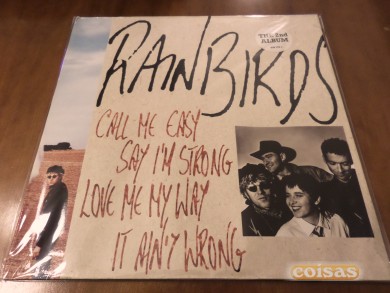 RAINBIRDS
THE 2nd
ALBUM
CALL ME EASY
SAY I'M STRONG
LOVE ME MY WAY
IT AIN'T WRONG
coisas